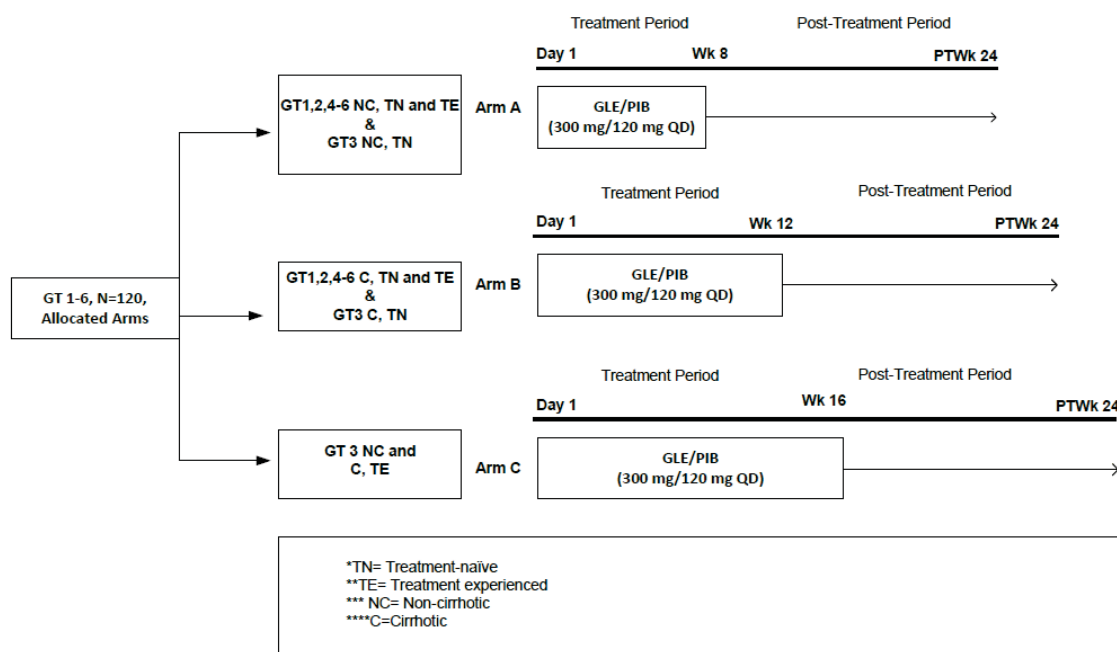 Treatment Period
Post-Treatment Period
Day 1
Wk 8
PTWk 24
GT1,2,4-6 NC, TN and TE
&
GT3 NC, TN
Arm A
GLE/PIB
(300 mg/120 mg QD)
Treatment Period
Post-Treatment Period
Day 1
Wk 12
PTWk 24
GT 1-6, N=120,
Allocated Arms
GT1,2,4-6 C, TN and TE
&
GT3 C, TN
Arm B
GLE/PIB
(300 mg/120 mg QD)
Treatment Period
Post-Treatment Period
Day 1
Wk 16
PTWk 24
GT 3 NC and
C, TE
Arm C
GLE/PIB
(300 mg/120 mg QD)
*TN= Treatment-naïve
**TE= Treatment experienced
*** NC= Non-cirrhotic
****C=Cirrhotic